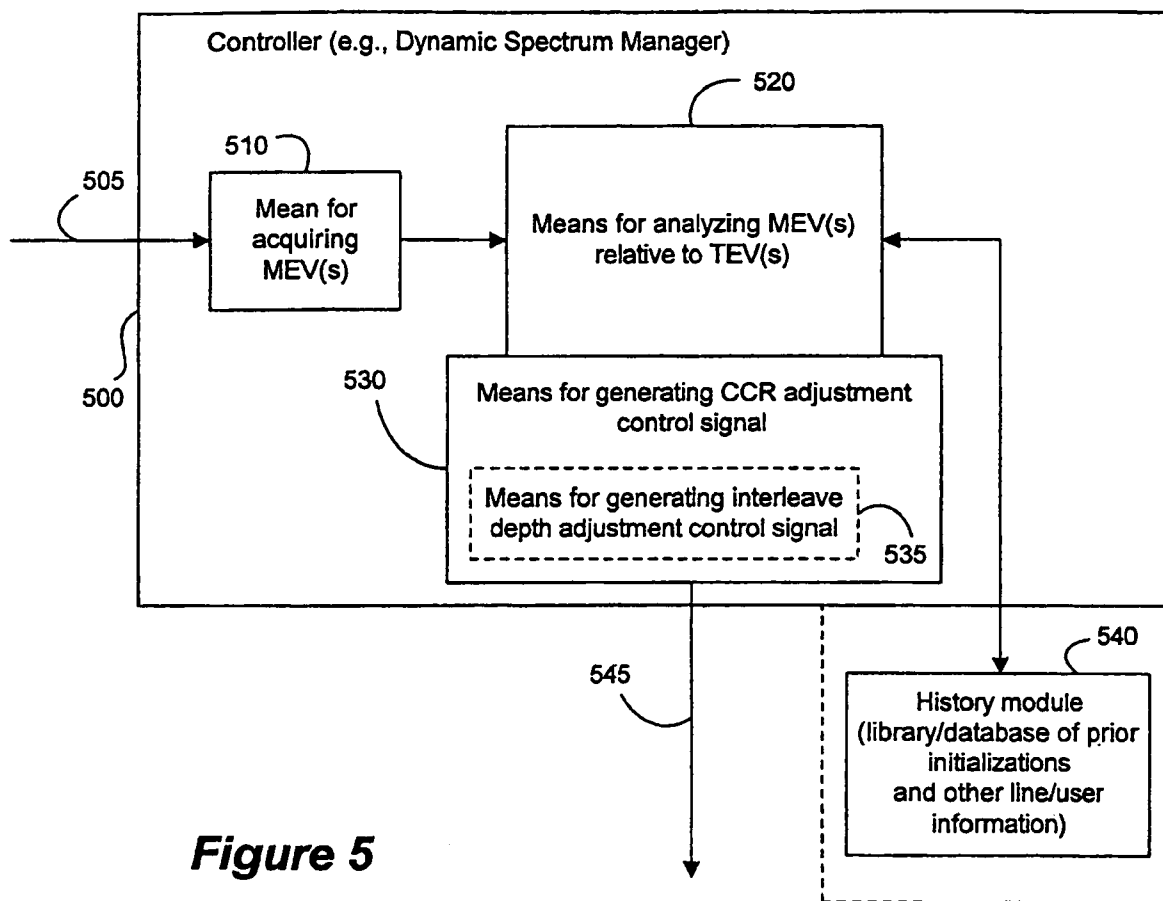 Controller (e.g., Dynamic Spectrum Manager)
520
510
505
Mean for
acquiring
MEV(s)
Means for analyzing MEV(s)
relative to TEV(s)
500
530
Means for generating CCR adjustment
control signal
Means for generating interleave
depth adjustment control signal
535
540
545
History module
(library/database of prior
initializations
and other line/user
information)
Figure 5